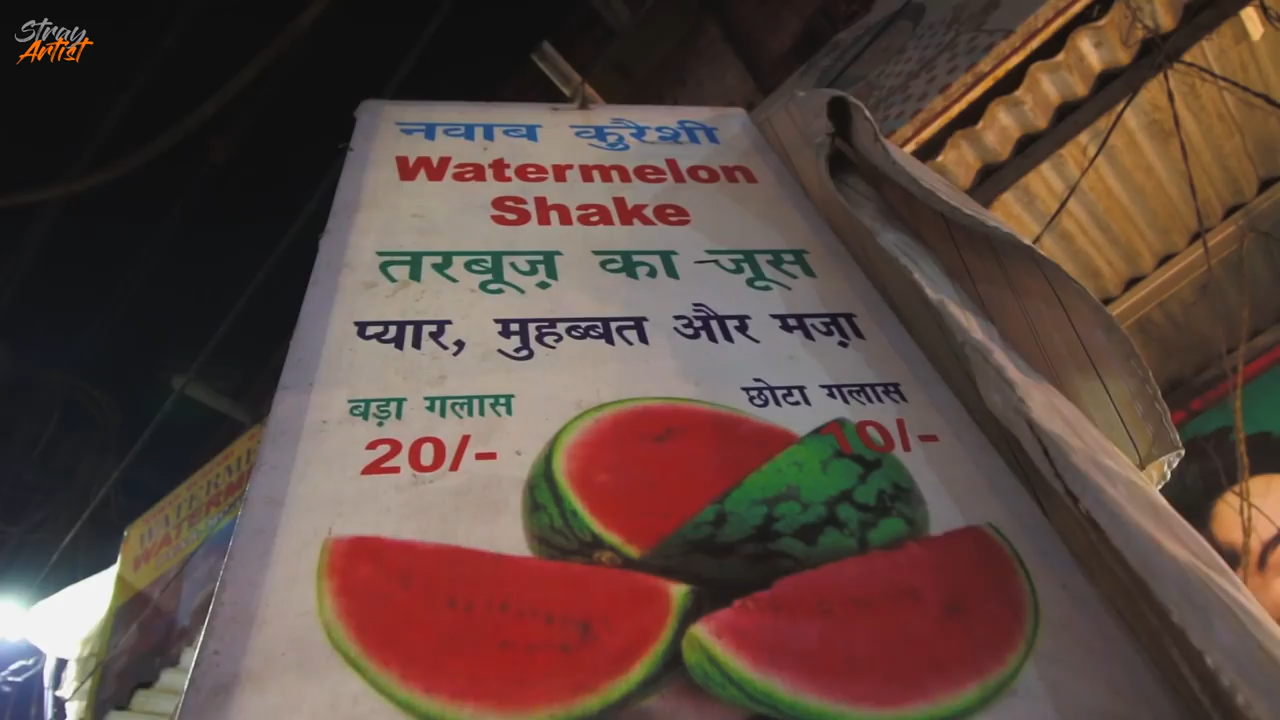 Stray
Artist
नवाब कुरैशी
Watermelon
Shake
तरबूज़ का जूस
प्यार, मुहब्बत और मज़ा
बड़ा गलास
छोटा गलास
20/-
10/-